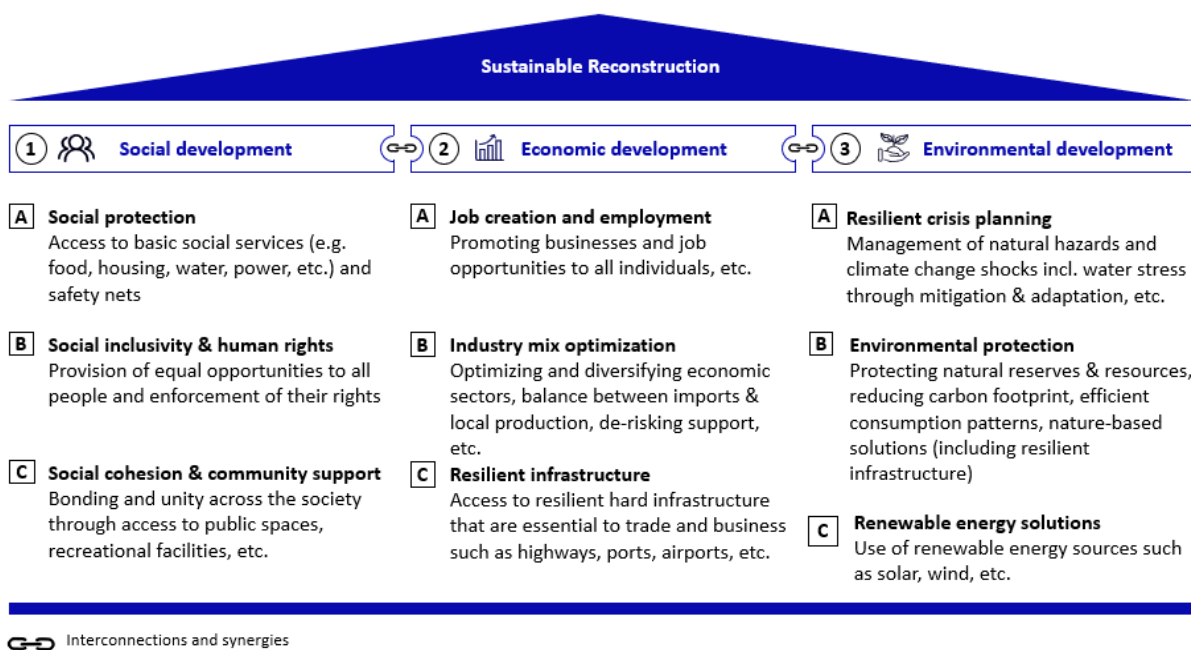 Sustainable Reconstruction
1 Social development
2 Economic development
3 Environmental development
A Social protection
Access to basic social services (e.g.
food, housing, water, power, etc.) and
safety nets
B Social inclusivity & human rights
Provision of equal opportunities to all
people and enforcement of their rights
C Social cohesion & community support
Bonding and unity across the society
through access to public spaces,
recreational facilities, etc.
A Job creation and employment
Promoting businesses and job
opportunities to all individuals, etc.
B Industry mix optimization
Optimizing and diversifying economic
sectors, balance between imports &
local production, de-risking support,
etc.
C Resilient infrastructure
Access to resilient hard infrastructure
that are essential to trade and business
such as highways, ports, airports, etc.
A Resilient crisis planning
Management of natural hazards and
climate change shocks incl. water stress
through mitigation & adaptation, etc.
B Environmental protection
Protecting natural reserves & resources,
reducing carbon footprint, efficient
consumption patterns, nature-based
solutions (including resilient
infrastructure)
C Renewable energy solutions
Use of renewable energy sources such
as solar, wind, etc.
Interconnections and synergies